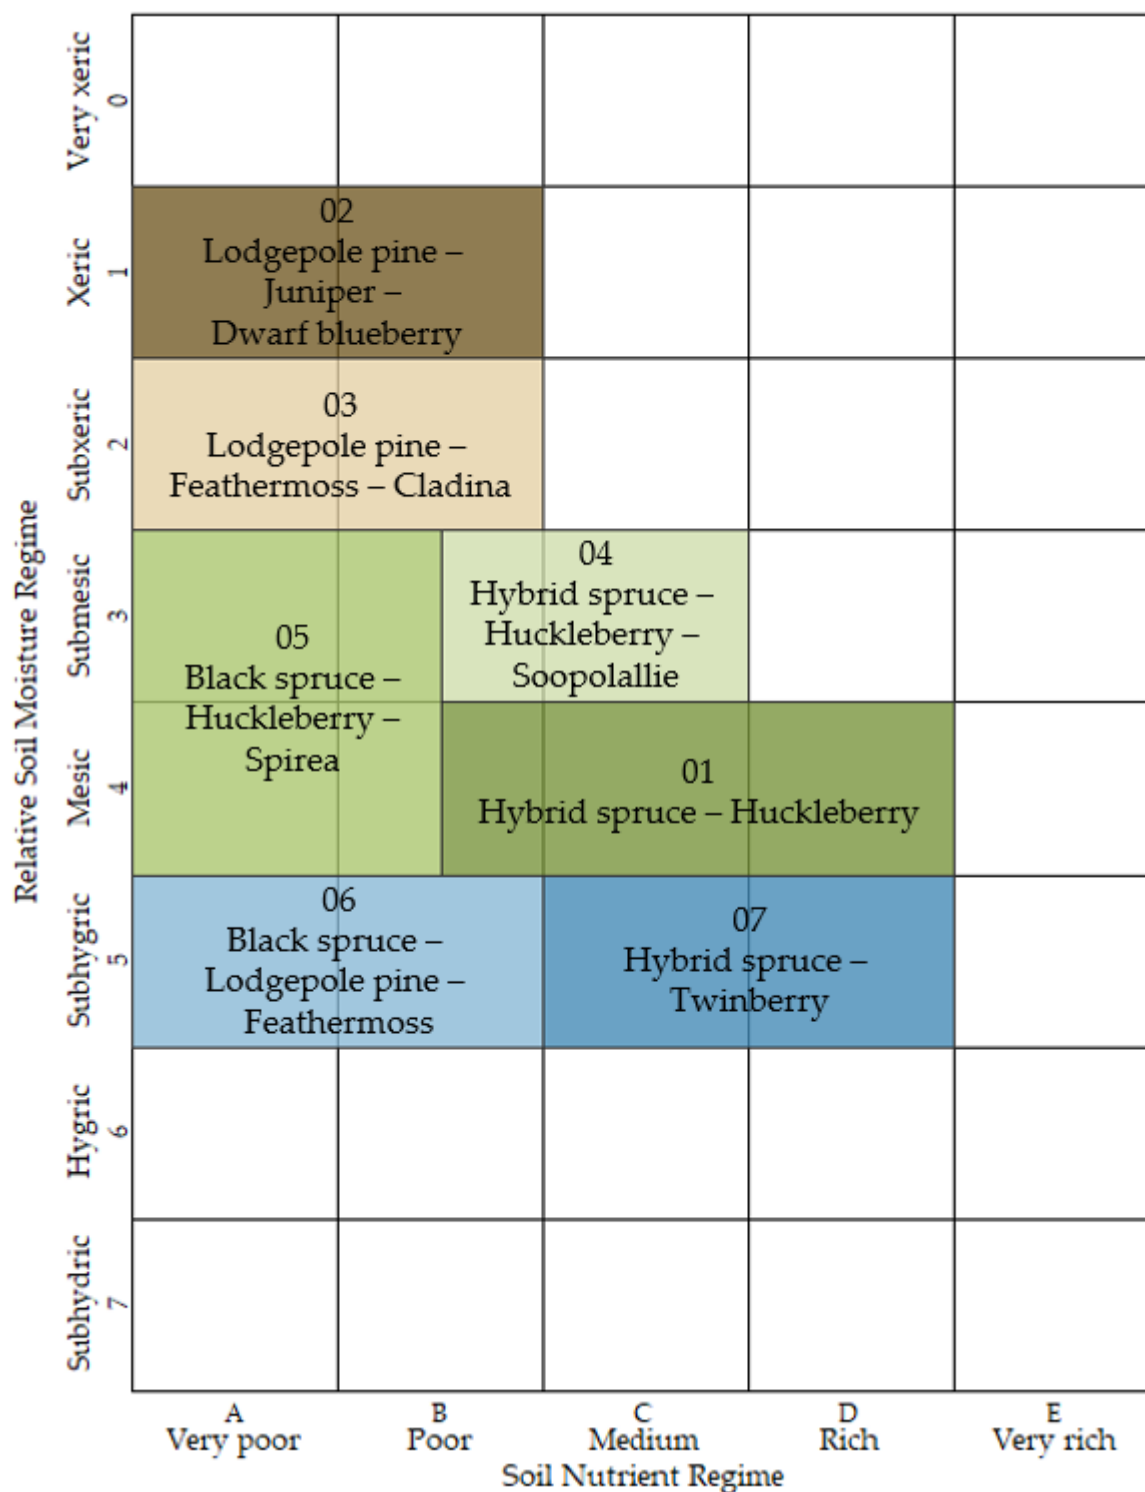 Relative Soil Moisture Regime
Very xeric
0
Xeric
1
Subxeric
2
Submesic
3
Mesic
4
Subhygric
5
Hygric
6
Subhydric
7
02
Lodgepole pine –
Juniper –
Dwarf blueberry
03
Lodgepole pine –
Feathermoss – Cladina
04
Hybrid spruce –
Huckleberry –
Soopolallie
05
Black spruce –
Huckleberry –
Spirea
01
Hybrid spruce – Huckleberry
06
Black spruce –
Lodgepole pine –
Feathermoss
07
Hybrid spruce –
Twinberry
A
Very poor
B
Poor
C
Medium
D
Rich
E
Very rich
Soil Nutrient Regime